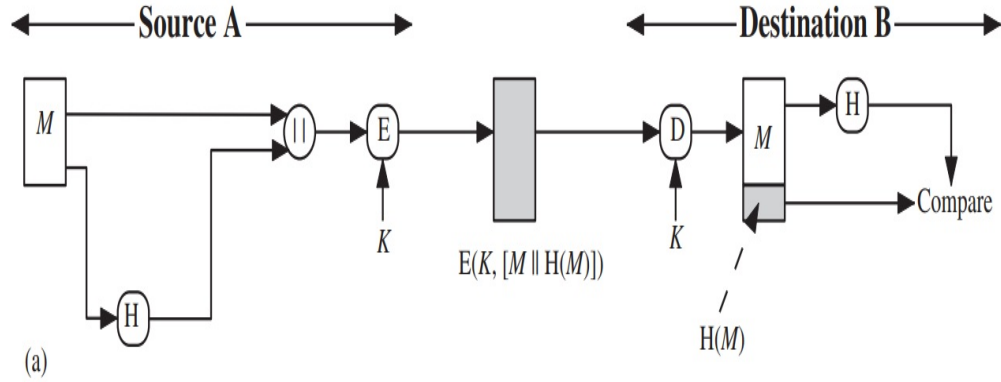 Source A
Destination B
M
||
E
D
M
H
K
K
Compare
E(K, [M || H(M)])
H
H(M)
(a)